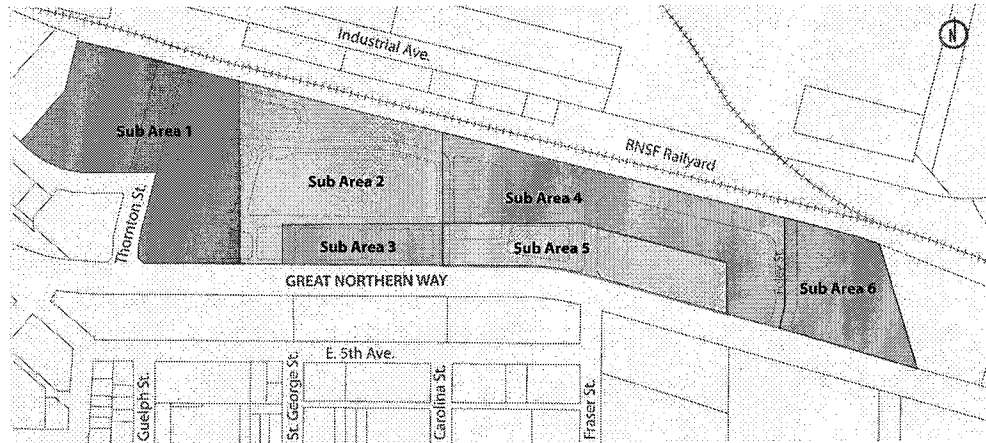 N
Industrial Ave.
BNSF Railyard
Sub Area 1
Sub Area 2
Sub Area 4
Thornton St.
Sub Area 3
Sub Area 5
Foley St.
Sub Area 6
GREAT NORTHERN WAY
E. 5th Ave.
Guelph St.
St. George St.
Carolina St.
Fraser St.